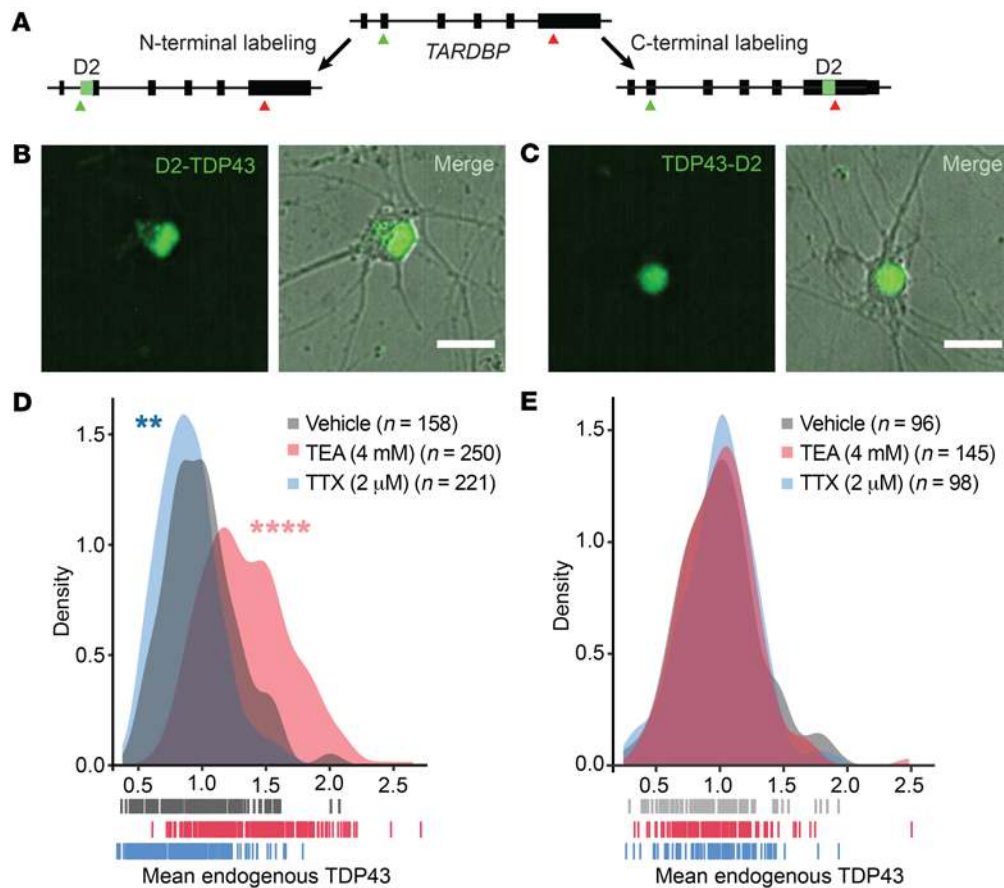 A
N-terminal labeling
TARDBP
C-terminal labeling
D2
D2
B
D2-TDP43
Merge
C
TDP43-D2
Merge
D
**
Vehicle (n = 158)
TEA (4 mM) (n = 250)
TTX (2 μM) (n = 221)
****
1.5
1.0
0.5
0.0
Density
0.5 1.0 1.5 2.0 2.5
Mean endogenous TDP43
E
Vehicle (n = 96)
TEA (4 mM) (n = 145)
TTX (2 μM) (n = 98)
1.5
1.0
0.5
0.0
Density
0.5 1.0 1.5 2.0 2.5
Mean endogenous TDP43